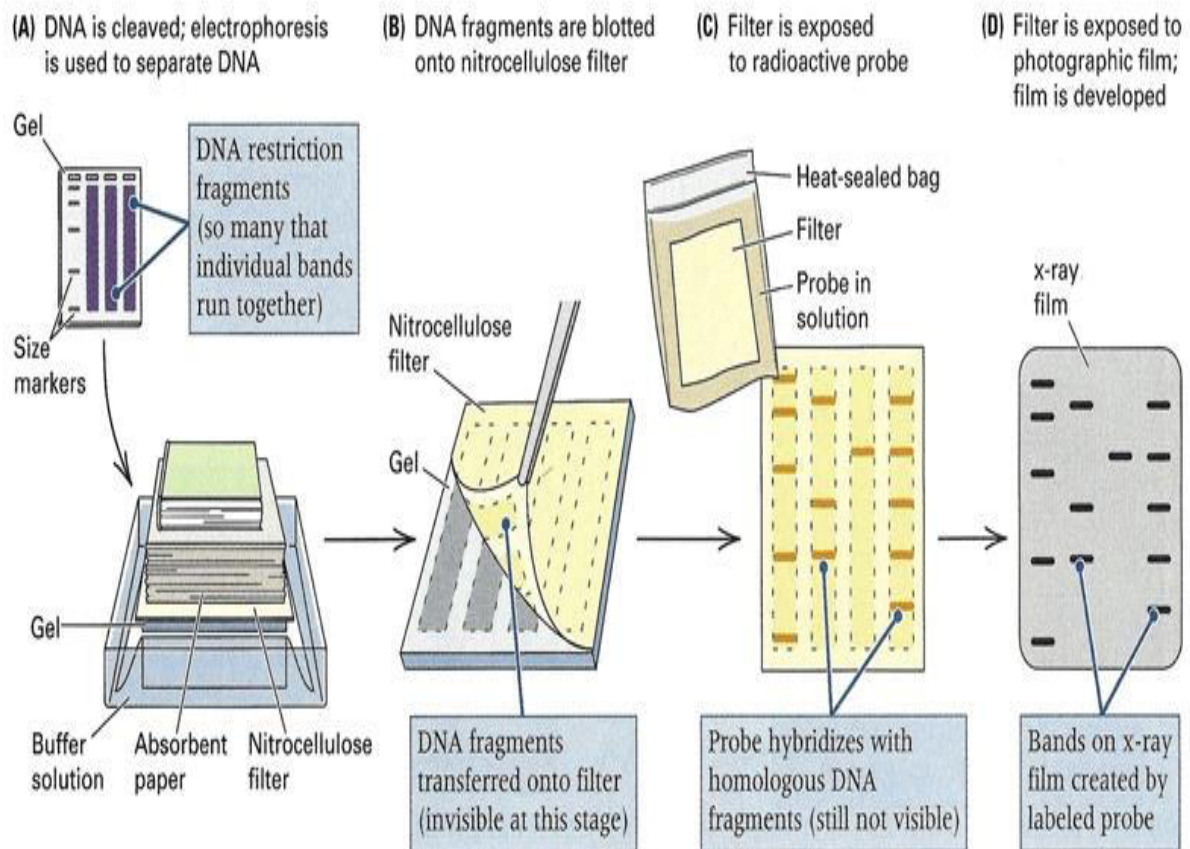 (A) DNA is cleaved; electrophoresis
is used to separate DNA
Gel
DNA restriction
fragments
(so many that
individual bands
run together)
Size
markers
Gel
Buffer
solution
Absorbent
paper
Nitrocellulose
filter
(B) DNA fragments are blotted
onto nitrocellulose filter
Nitrocellulose
filter
Gel
DNA fragments
transferred onto filter
(invisible at this stage)
(C) Filter is exposed
to radioactive probe
Heat-sealed bag
Filter
Probe in
solution
Probe hybridizes with
homologous DNA
fragments (still not visible)
(D) Filter is exposed to
photographic film;
film is developed
x-ray
film
Bands on x-ray
film created by
labeled probe